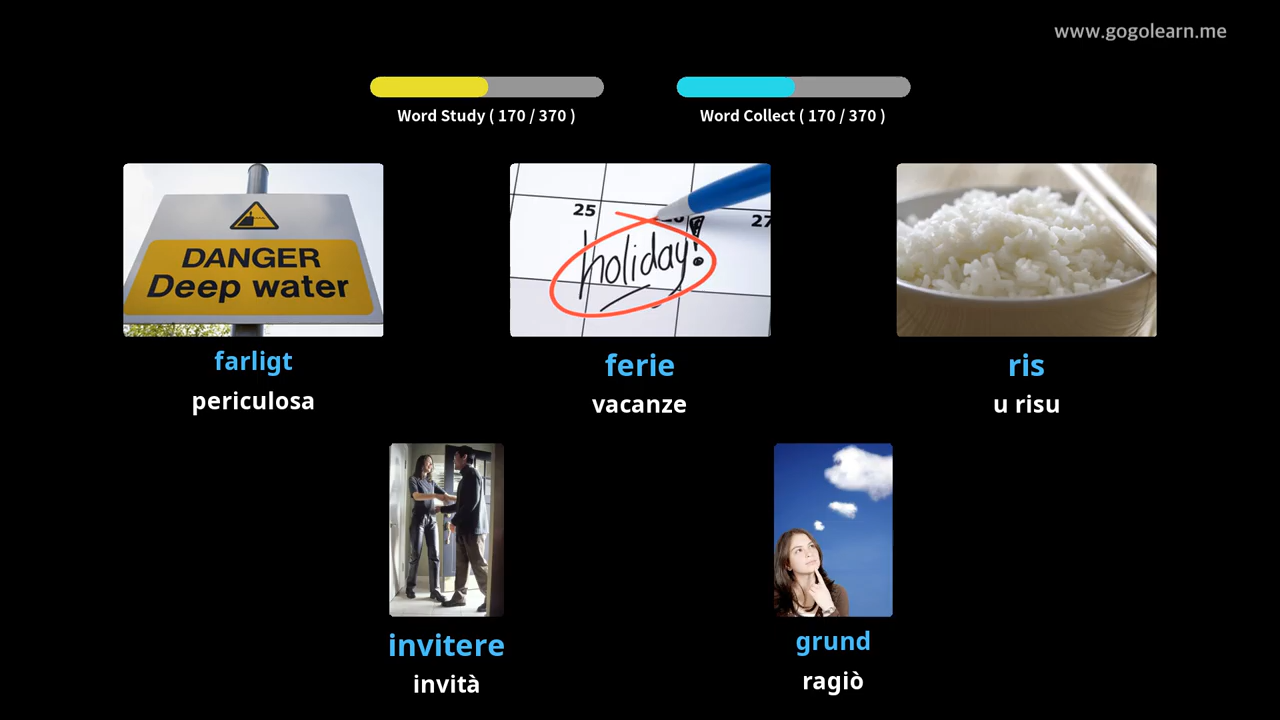 www.gogolearn.me
Word Study ( 170 / 370 )
Word Collect ( 170 / 370 )
DANGER
Deep water
25
27
holiday!
farligt
ferie
ris
periculosa
vacanze
u risu
invitere
grund
invità
ragiò